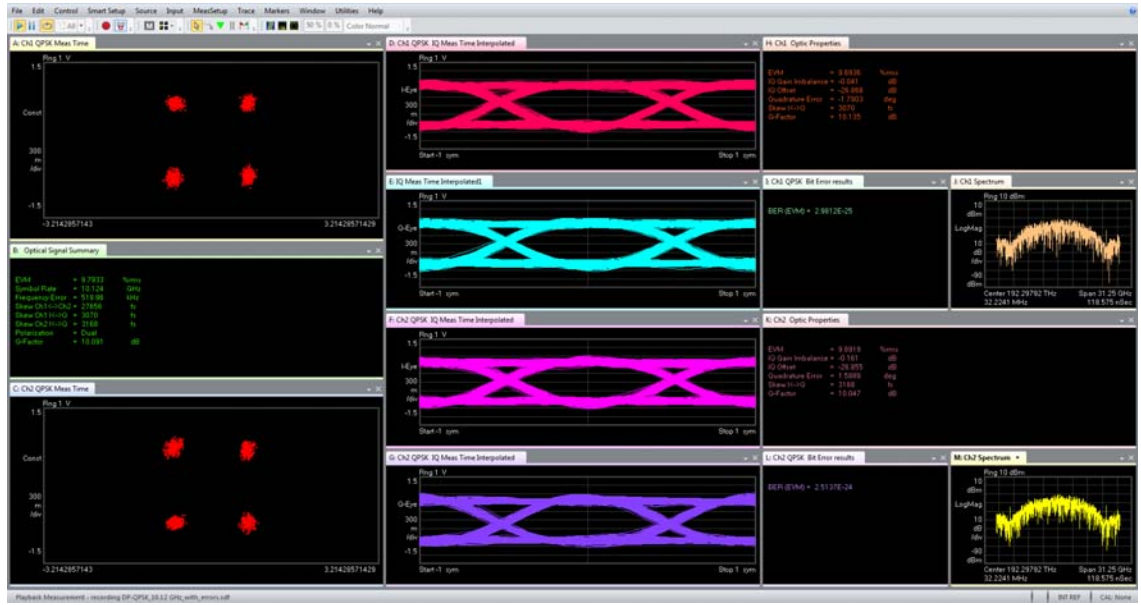 File Edit Control Smart Setup Source Input MeasSetup Trace Markers Window Utilities Help
All 50 % 0 % Color Normal
A: Ch1 QPSK Meas Time
Rng 1 V
1.5
Const
300
m
/div
-1.5
-3.2142857143 3.2142857143
B: Optical Signal Summary
EVM = 9.7933 %rms
Symbol Rate = 10.124 GHz
Frequency Error = 519.98 kHz
Skew Ch1<->Ch2 = 27656 fs
Skew Ch1 I<->Q = 3070 fs
Skew Ch2 I<->Q = 3168 fs
Polarization = Dual
Q-Factor = 10.091 dB
C: Ch2 QPSK Meas Time
Rng 1 V
1.5
Const
300
m
/div
-1.5
-3.2142857143 3.2142857143
D: Ch1 QPSK IQ Meas Time Interpolated
Rng 1 V
1.5
I-Eye
300
m
/div
-1.5
Start -1 sym Stop 1 sym
E: IQ Meas Time Interpolated1
Rng 1 V
1.5
Q-Eye
300
m
/div
-1.5
Start -1 sym Stop 1 sym
F: Ch2 QPSK IQ Meas Time Interpolated
Rng 1 V
1.5
I-Eye
300
m
/div
-1.5
Start -1 sym Stop 1 sym
G: Ch2 QPSK IQ Meas Time Interpolated
Rng 1 V
1.5
Q-Eye
300
m
/div
-1.5
Start -1 sym Stop 1 sym
H: Ch1 Optic Properties
EVM = 9.6936 %rms
IQ Gain Imbalance = -0.041 dB
IQ Offset = -26.868 dB
Quadrature Error = -1.7803 deg
Skew I<->Q = 3070 fs
Q-Factor = 10.135 dB
I: Ch1 QPSK Bit Error results
BER (EVM) = 2.9812E-25
J: Ch1 Spectrum
Rng 10 dBm
10
dBm
LogMag
10
dB
/div
-90
dBm
Center 192.29792 THz Span 31.25 GHz
32.2241 MHz 118.575 nSec
K: Ch2 Optic Properties
EVM = 9.8919 %rms
IQ Gain Imbalance = -0.161 dB
IQ Offset = -26.855 dB
Quadrature Error = 1.5889 deg
Skew I<->Q = 3168 fs
Q-Factor = 10.047 dB
L: Ch2 QPSK Bit Error results
BER (EVM) = 2.5137E-24
M: Ch2 Spectrum
Rng 10 dBm
10
dBm
LogMag
10
dB
/div
-90
dBm
Center 192.29792 THz Span 31.25 GHz
32.2241 MHz 118.575 nSec
Playback Measurement - recording DP-QPSK_10.12 GHz_with_errors.sdf INT REF CAL: None